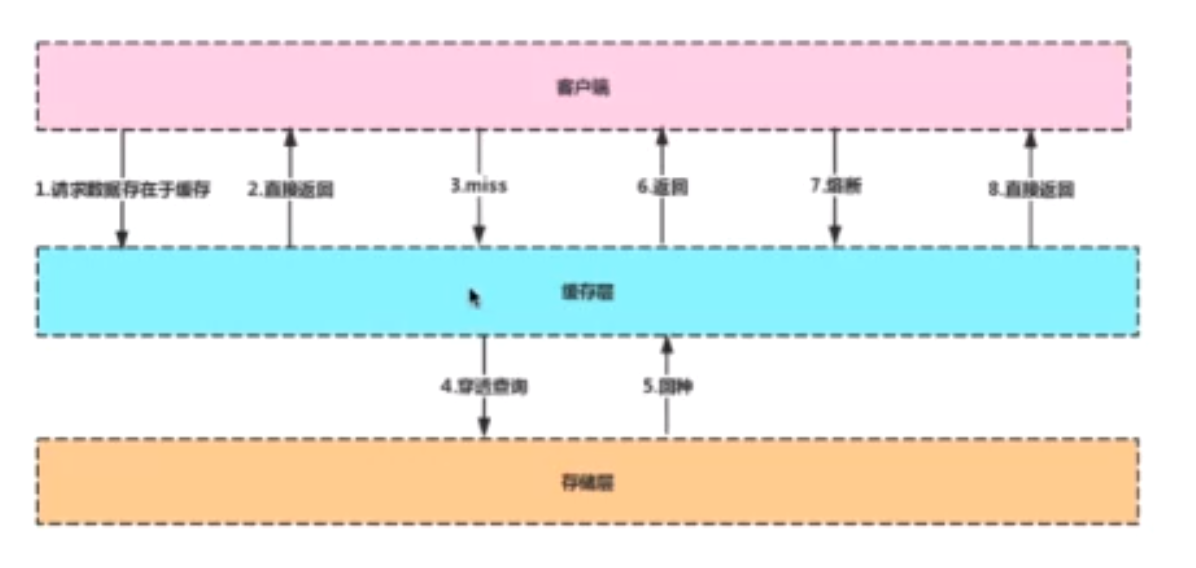 客户端
1.请求数据存在于缓存
2.直接返回
3.miss
6.返回
7.熔断
8.直接返回
缓存层
4.穿透查询
5.回种
存储层